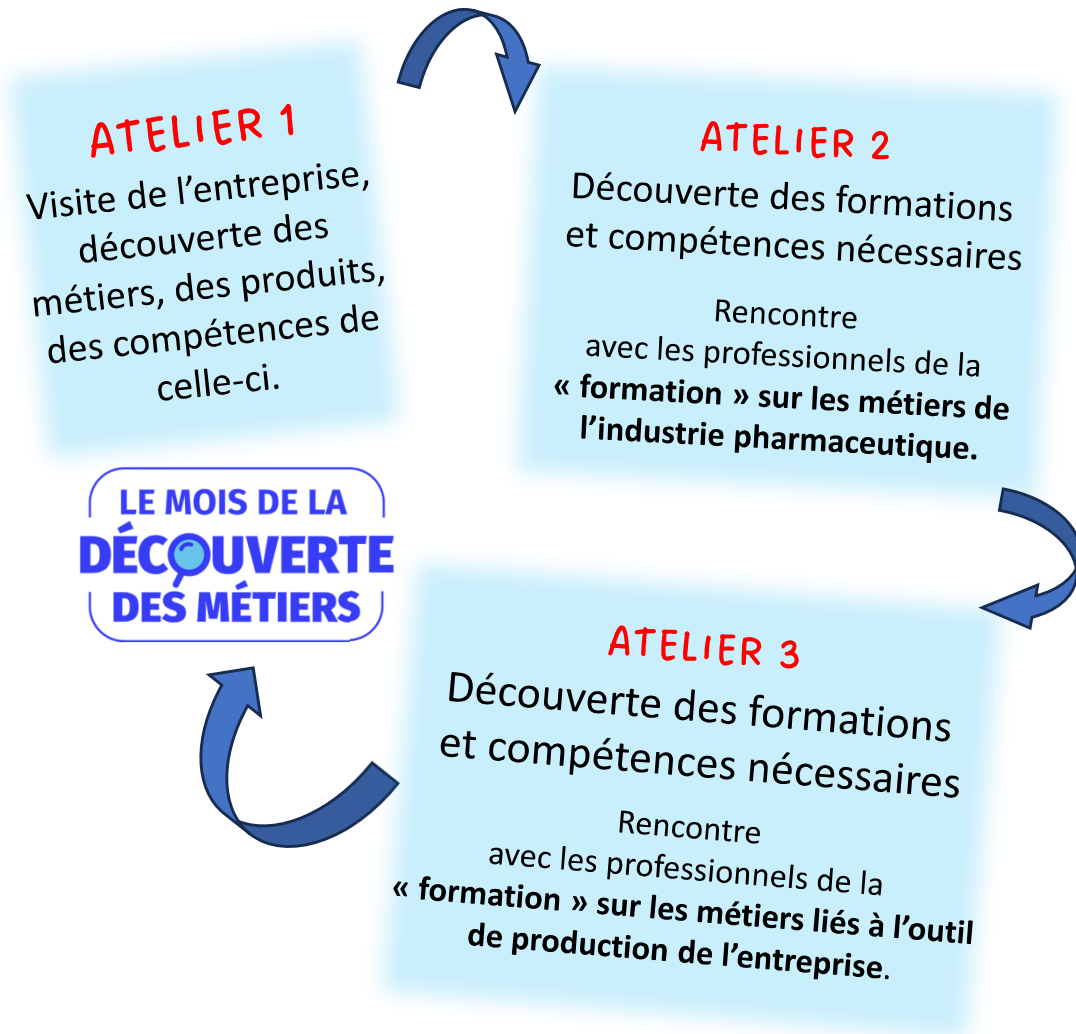 ATELIER 1
Visite de l’entreprise,
découverte des
métiers, des produits,
des compétences de
celle-ci.
ATELIER 2
Découverte des formations
et compétences nécessaires
Rencontre
avec les professionnels de la
« formation » sur les métiers de
l’industrie pharmaceutique.
LE MOIS DE LA
DÉCOUVERTE
DES MÉTIERS
ATELIER 3
Découverte des formations
et compétences nécessaires
Rencontre
avec les professionnels de la
« formation » sur les métiers liés à l’outil
de production de l’entreprise.